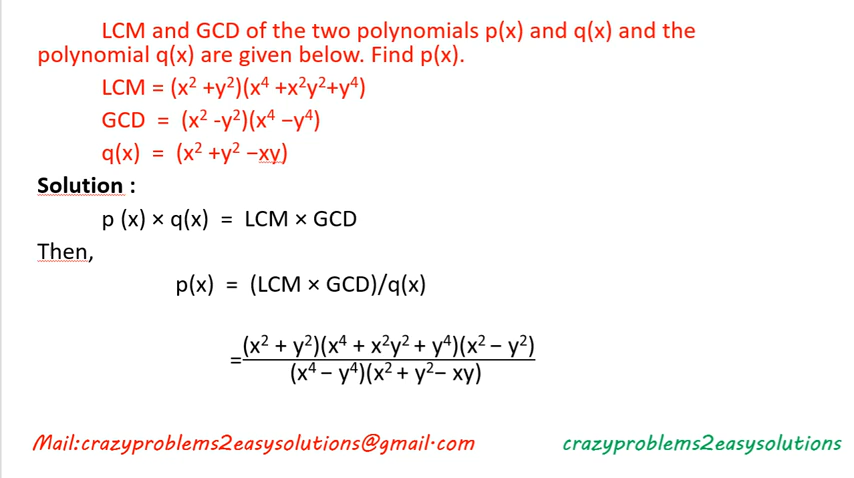 LCM and GCD of the two polynomials p(x) and q(x) and the
polynomial q(x) are given below. Find p(x).
LCM = (x² +y²)(x⁴ +x²y²+y⁴)
GCD = (x² -y²)(x⁴ −y⁴)
q(x) = (x² +y² −xy)
Solution :
p (x) × q(x) = LCM × GCD
Then,
p(x) = (LCM × GCD)/q(x)
(x² + y²)(x⁴ + x²y² + y⁴)(x² − y²)
=
(x⁴ − y⁴)(x² + y²− xy)
Mail:crazyproblems2easysolutions@gmail.com crazyproblems2easysolutions